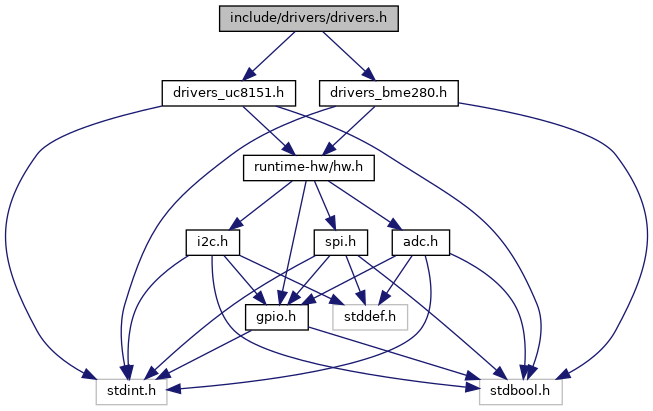 include/drivers/drivers.h
drivers_uc8151.h
drivers_bme280.h
runtime-hw/hw.h
i2c.h
spi.h
adc.h
gpio.h
stddef.h
stdint.h
stdbool.h